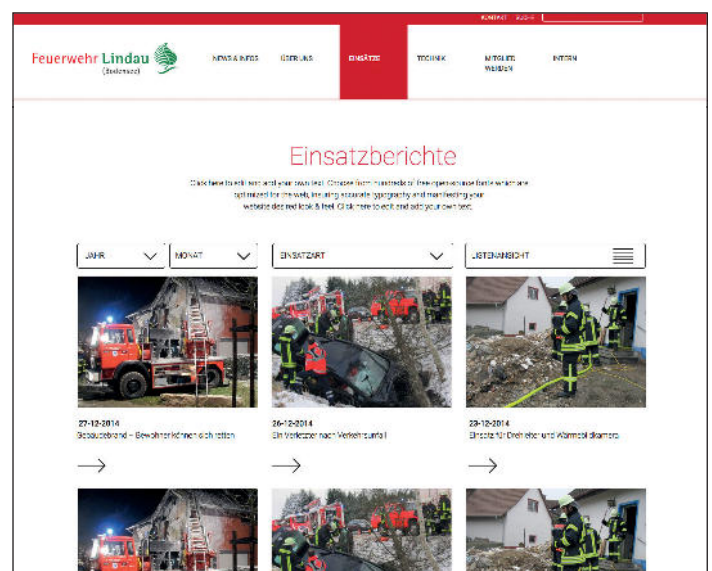 KONTAKT SUCHE
Feuerwehr Lindau
(Bodensee)
NEWS & INFOS
ÜBER UNS
EINSÄTZE
TECHNIK
MITGLIED
WERDEN
INTERN
Einsatzberichte
Click here to edit and add your own text. Choose from hundreds of free open-source fonts which are
optimized for the web, insuring accurate typography and manifesting your
website desired look & feel. Click here to edit and add your own text.
JAHR
MONAT
EINSATZART
LISTENANSICHT
27-12-2014
Gebäudebrand – Bewohner können sich retten
26-12-2014
Ein Verletzter nach Verkehrsunfall
23-12-2014
Einsatz für Drehleiter und Wärmebildkamera